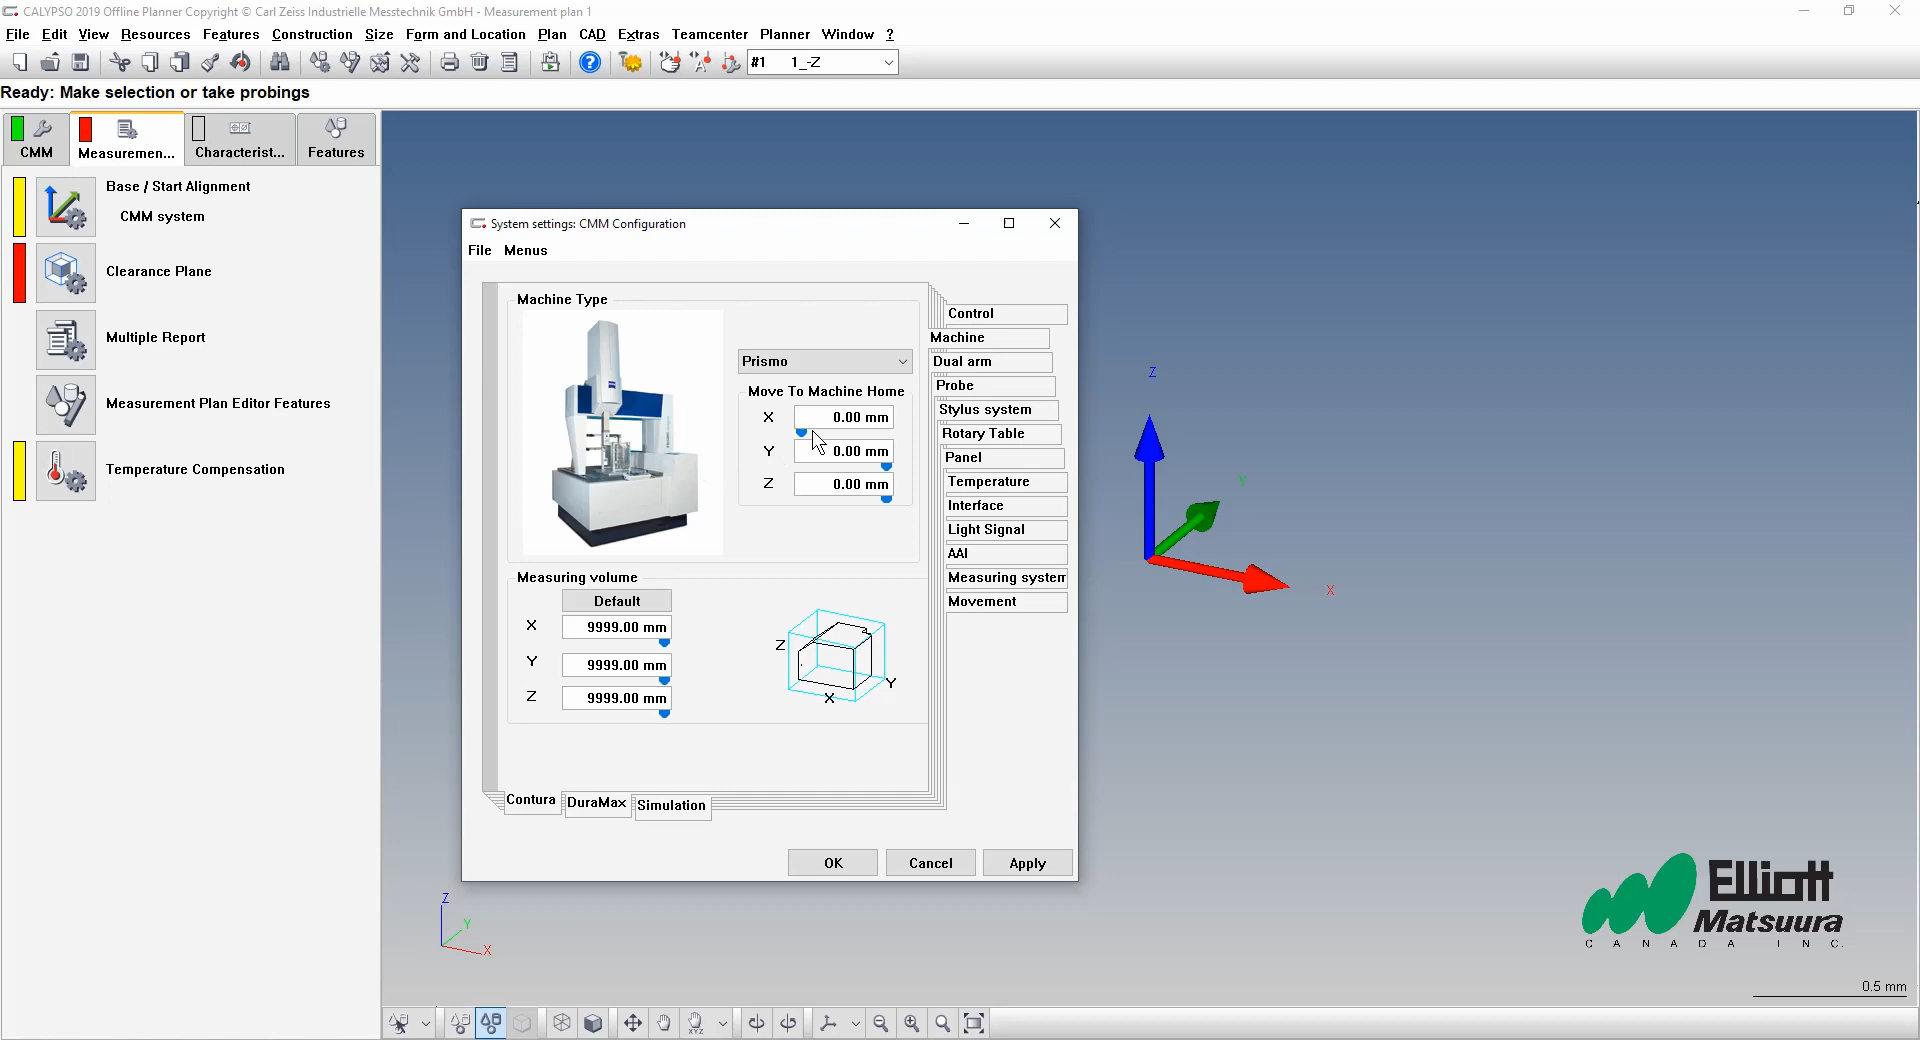 CALYPSO 2019 Offline Planner Copyright © Carl Zeiss Industrielle Messtechnik GmbH - Measurement plan 1
File Edit View Resources Features Construction Size Form and Location Plan CAD Extras Teamcenter Planner Window ?
#1 1_-Z
Ready: Make selection or take probings
CMM
Measuremen...
Characterist...
Features
Base / Start Alignment
CMM system
Clearance Plane
Multiple Report
Measurement Plan Editor Features
Temperature Compensation
System settings: CMM Configuration
File Menus
Machine Type
Prismo
Move To Machine Home
X 0.00 mm
Y 0.00 mm
Z 0.00 mm
Measuring volume
Default
X 9999.00 mm
Y 9999.00 mm
Z 9999.00 mm
Z
Y
X
Control
Machine
Dual arm
Probe
Stylus system
Rotary Table
Panel
Temperature
Interface
Light Signal
AAI
Measuring system
Movement
Contura
DuraMax
Simulation
OK
Cancel
Apply
Z
Y
X
Z
Y
X
Elliott
Matsuura
CANADA INC.
0.5 mm
XYZ